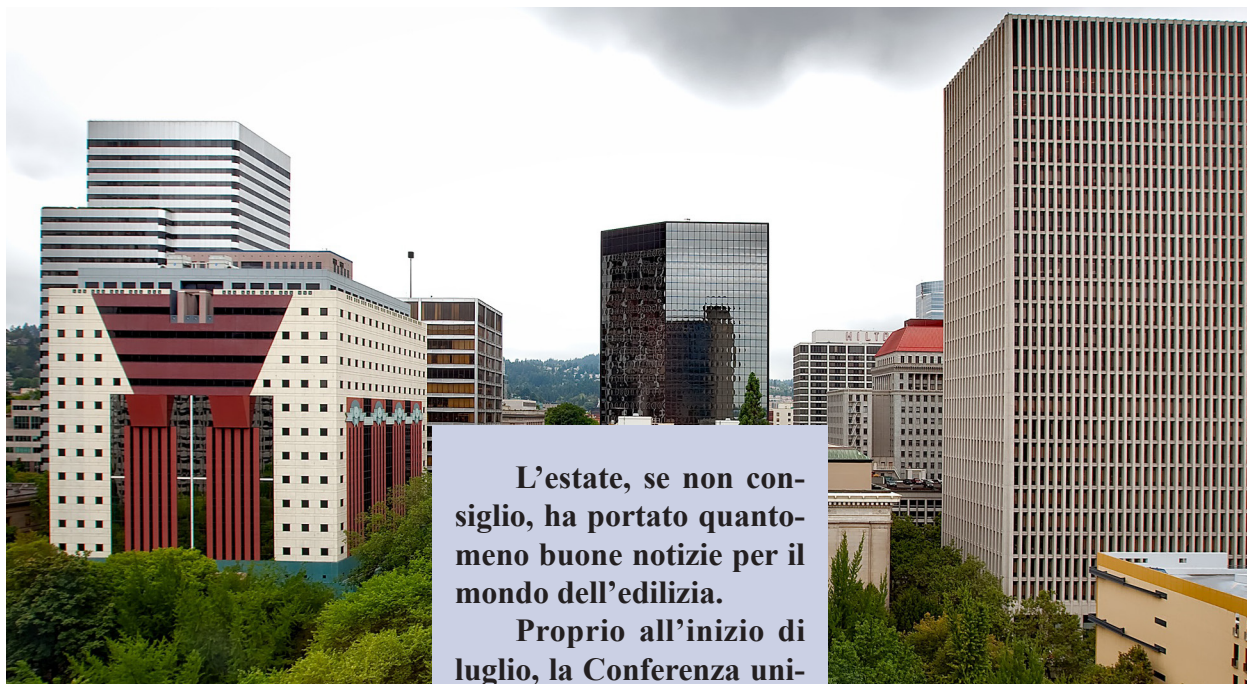 HILTO
L’estate, se non con-
siglio, ha portato quanto-
meno buone notizie per il
mondo dell’edilizia.
Proprio all’inizio di
luglio, la Conferenza uni-